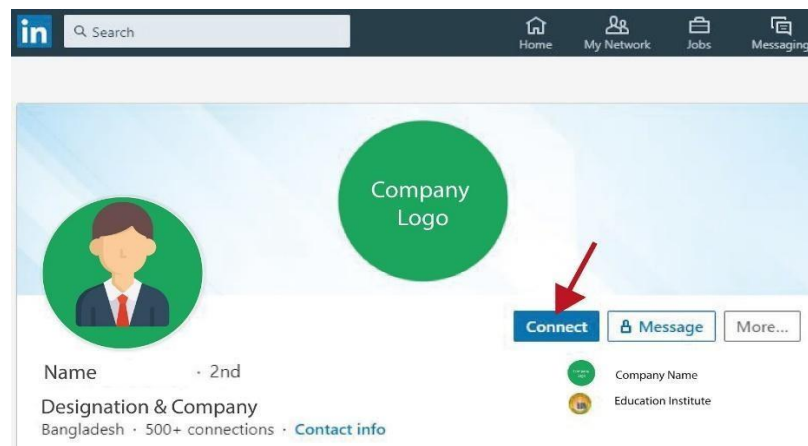 in Search
Home My Network Jobs Messaging
Company
Logo
Connect Message More...
Name · 2nd
Company Name
Designation & Company
Education Institute
Bangladesh · 500+ connections · Contact info